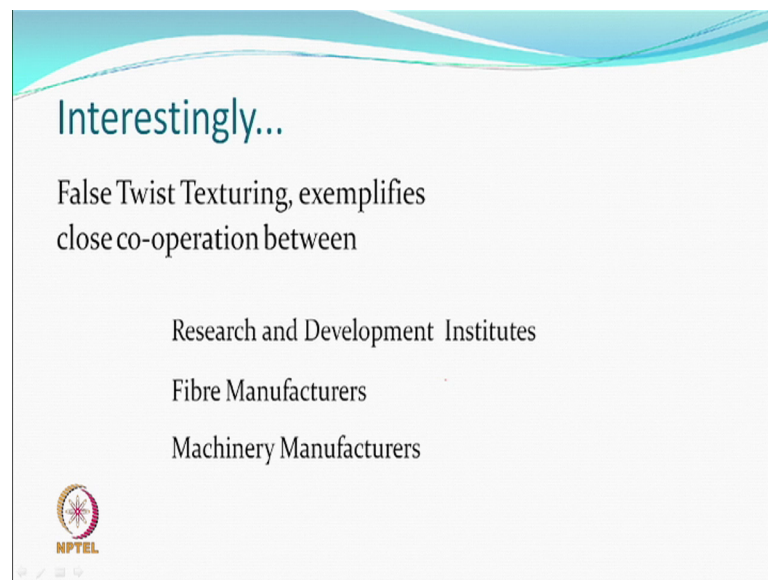 Interestingly...
False Twist Texturing, exemplifies
close co-operation between
Research and Development Institutes
Fibre Manufacturers
Machinery Manufacturers
NPTEL